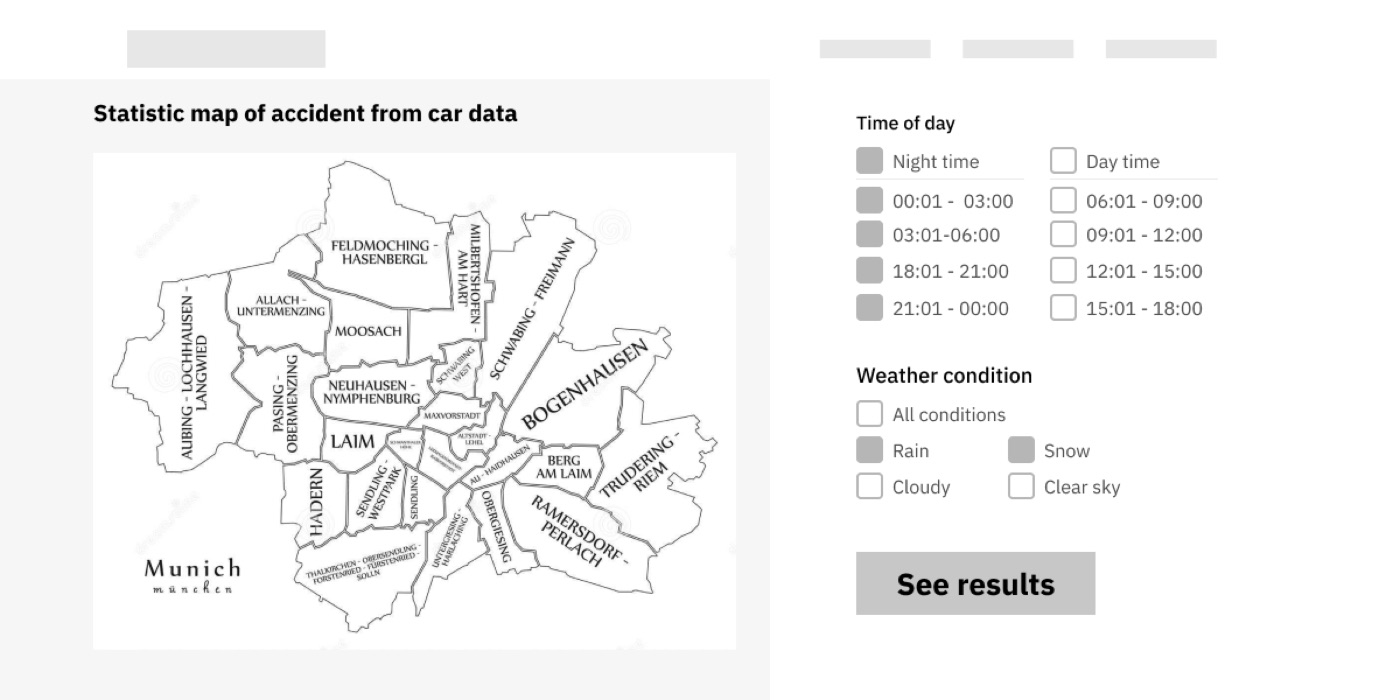 Statistic map of accident from car data
FELDMOCHING -
HASENBERGL
MILBERTSHOFEN -
AM HART
SCHWABING - FREIMANN
ALLACH -
UNTERMENZING
MOOSACH
AUBING - LOCHHAUSEN -
LANGWIED
PASING -
OBERMENZING
NEUHAUSEN -
NYMPHENBURG
SCHWABING
WEST
BOGENHAUSEN
MAXVORSTADT
LAIM
ALTSTADT -
LEHEL
AU - HAIDHAUSEN
BERG
AM LAIM
TRUDERING -
RIEM
HADERN
SENDLING -
WESTPARK
SENDLING
OBERGIESING
UNTERGIESING -
HARLACHING
RAMERSDORF -
PERLACH
THALKIRCHEN - OBERSENDLING -
FORSTENRIED - FÜRSTENRIED -
SOLLN
Munich
münchen
Time of day
Night time
Day time
00:01 - 03:00
06:01 - 09:00
03:01-06:00
09:01 - 12:00
18:01 - 21:00
12:01 - 15:00
21:01 - 00:00
15:01 - 18:00
Weather condition
All conditions
Rain
Snow
Cloudy
Clear sky
See results